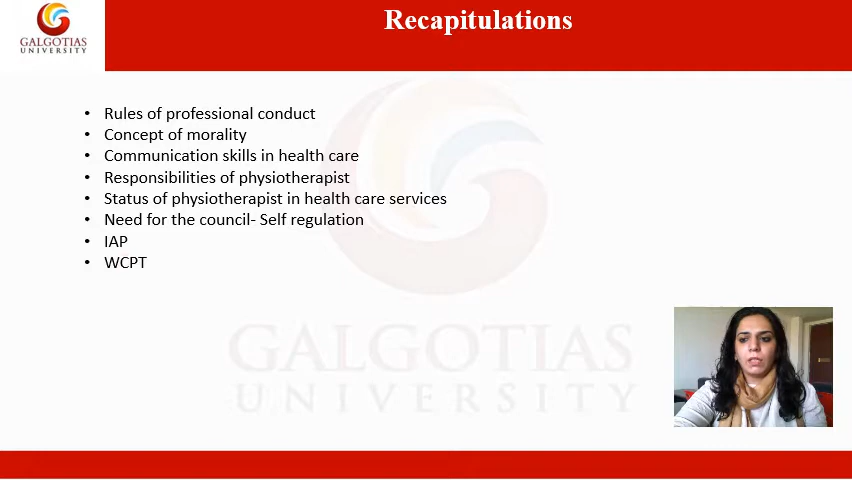 Recapitulations
GALGOTIAS
UNIVERSITY
• Rules of professional conduct
• Concept of morality
• Communication skills in health care
• Responsibilities of physiotherapist
• Status of physiotherapist in health care services
• Need for the council- Self regulation
• IAP
• WCPT
GALGOTIAS
UNIVERSITY